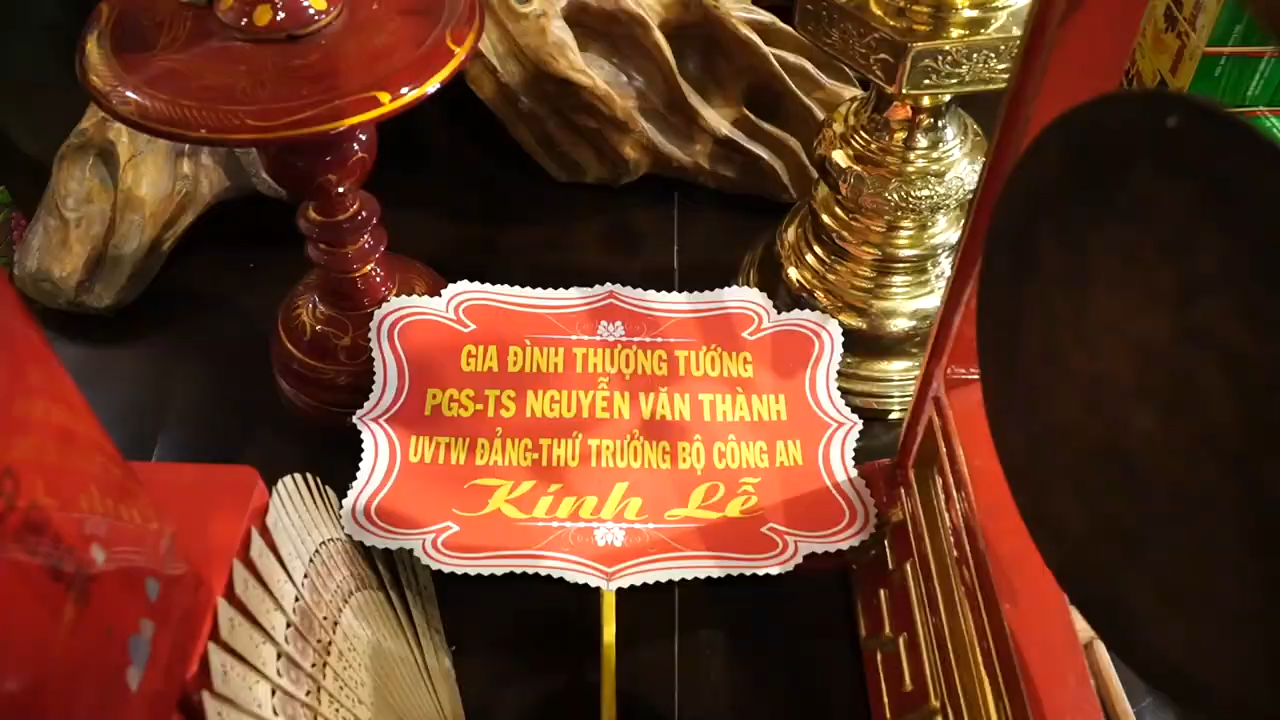 GIA ĐÌNH THƯỢNG TƯỚNG
PGS-TS NGUYỄN VĂN THÀNH
UVTW ĐẢNG-THỨ TRƯỞNG BỘ CÔNG AN
Kính Lễ